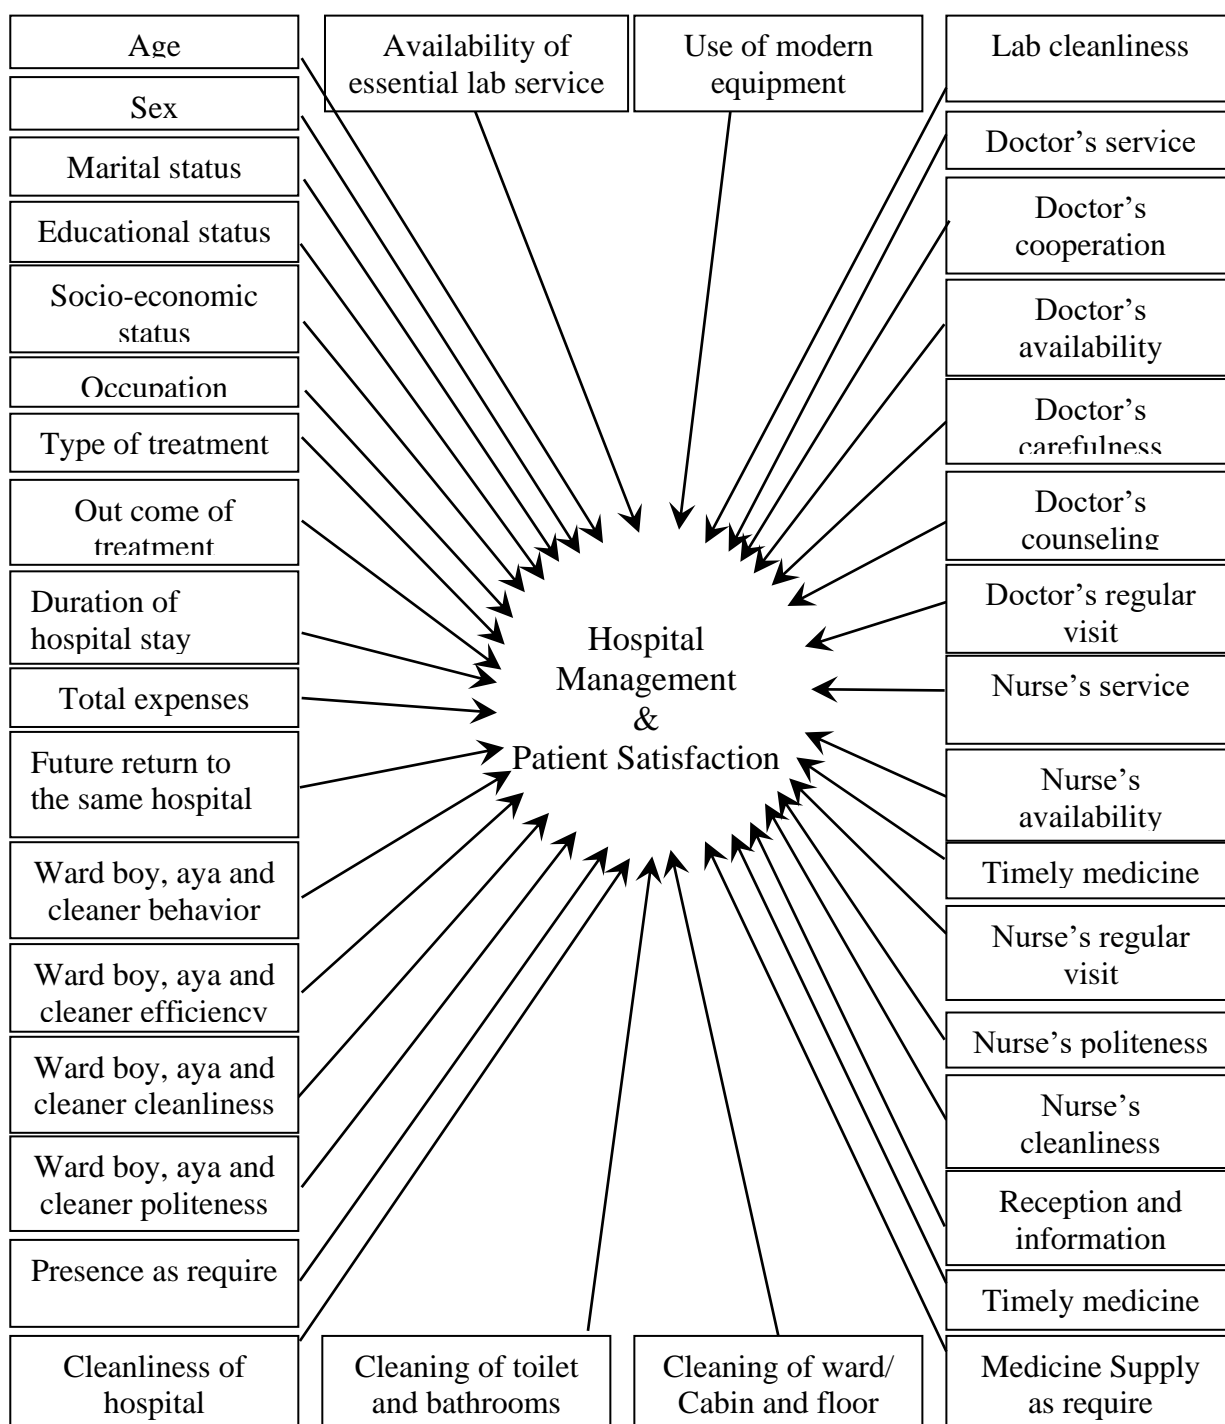 Age
Sex
Marital status
Educational status
Socio-economic
status
Occupation
Type of treatment
Out come of
treatment
Duration of
hospital stay
Total expenses
Future return to
the same hospital
Ward boy, aya and
cleaner behavior
Ward boy, aya and
cleaner efficiency
Ward boy, aya and
cleaner cleanliness
Ward boy, aya and
cleaner politeness
Presence as require
Cleanliness of
hospital
Availability of
essential lab service
Use of modern
equipment
Hospital
Management
&
Patient Satisfaction
Cleaning of toilet
and bathrooms
Cleaning of ward/
Cabin and floor
Lab cleanliness
Doctor’s service
Doctor’s
cooperation
Doctor’s
availability
Doctor’s
carefulness
Doctor’s
counseling
Doctor’s regular
visit
Nurse’s service
Nurse’s
availability
Timely medicine
Nurse’s regular
visit
Nurse’s politeness
Nurse’s
cleanliness
Reception and
information
Timely medicine
Medicine Supply
as require